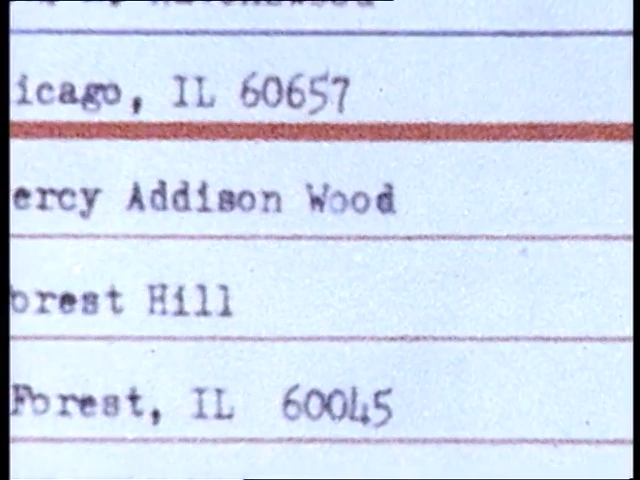 icago, IL 60657
ercy Addison Wood
orest Hill
Forest, IL 60045